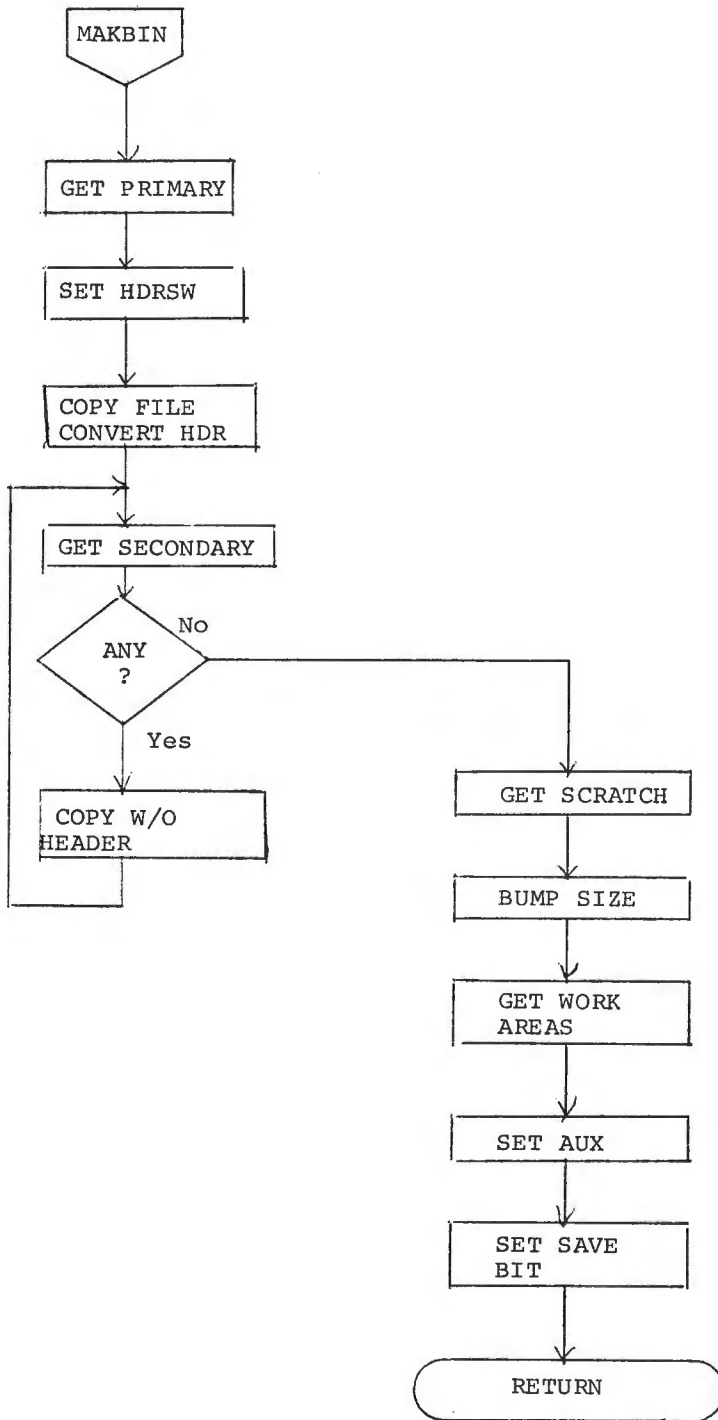 MAKBIN
GET PRIMARY
SET HDRSW
COPY FILE
CONVERT HDR
GET SECONDARY
ANY
?
No
Yes
COPY W/O
HEADER
GET SCRATCH
BUMP SIZE
GET WORK
AREAS
SET AUX
SET SAVE
BIT
RETURN